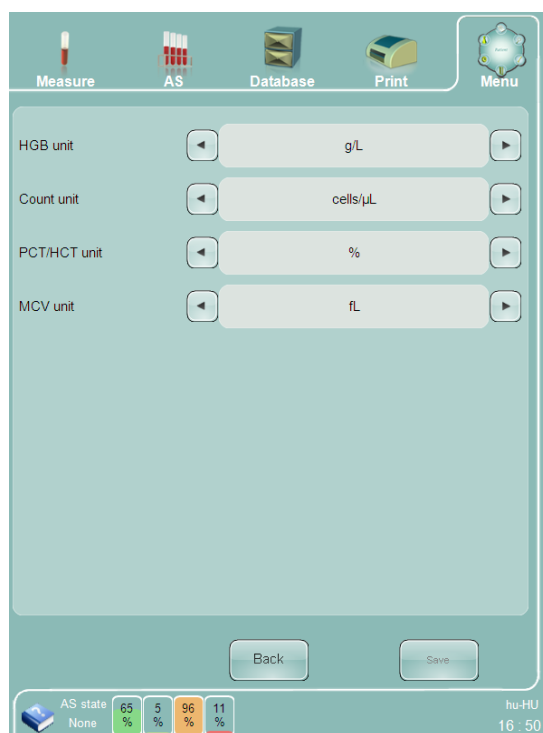 Measure AS Database Print Menu
HGB unit g/L
Count unit cells/µL
PCT/HCT unit %
MCV unit fL
Back Save
AS state 65 5 96 11 hu-HU
None % % % % 16 : 50